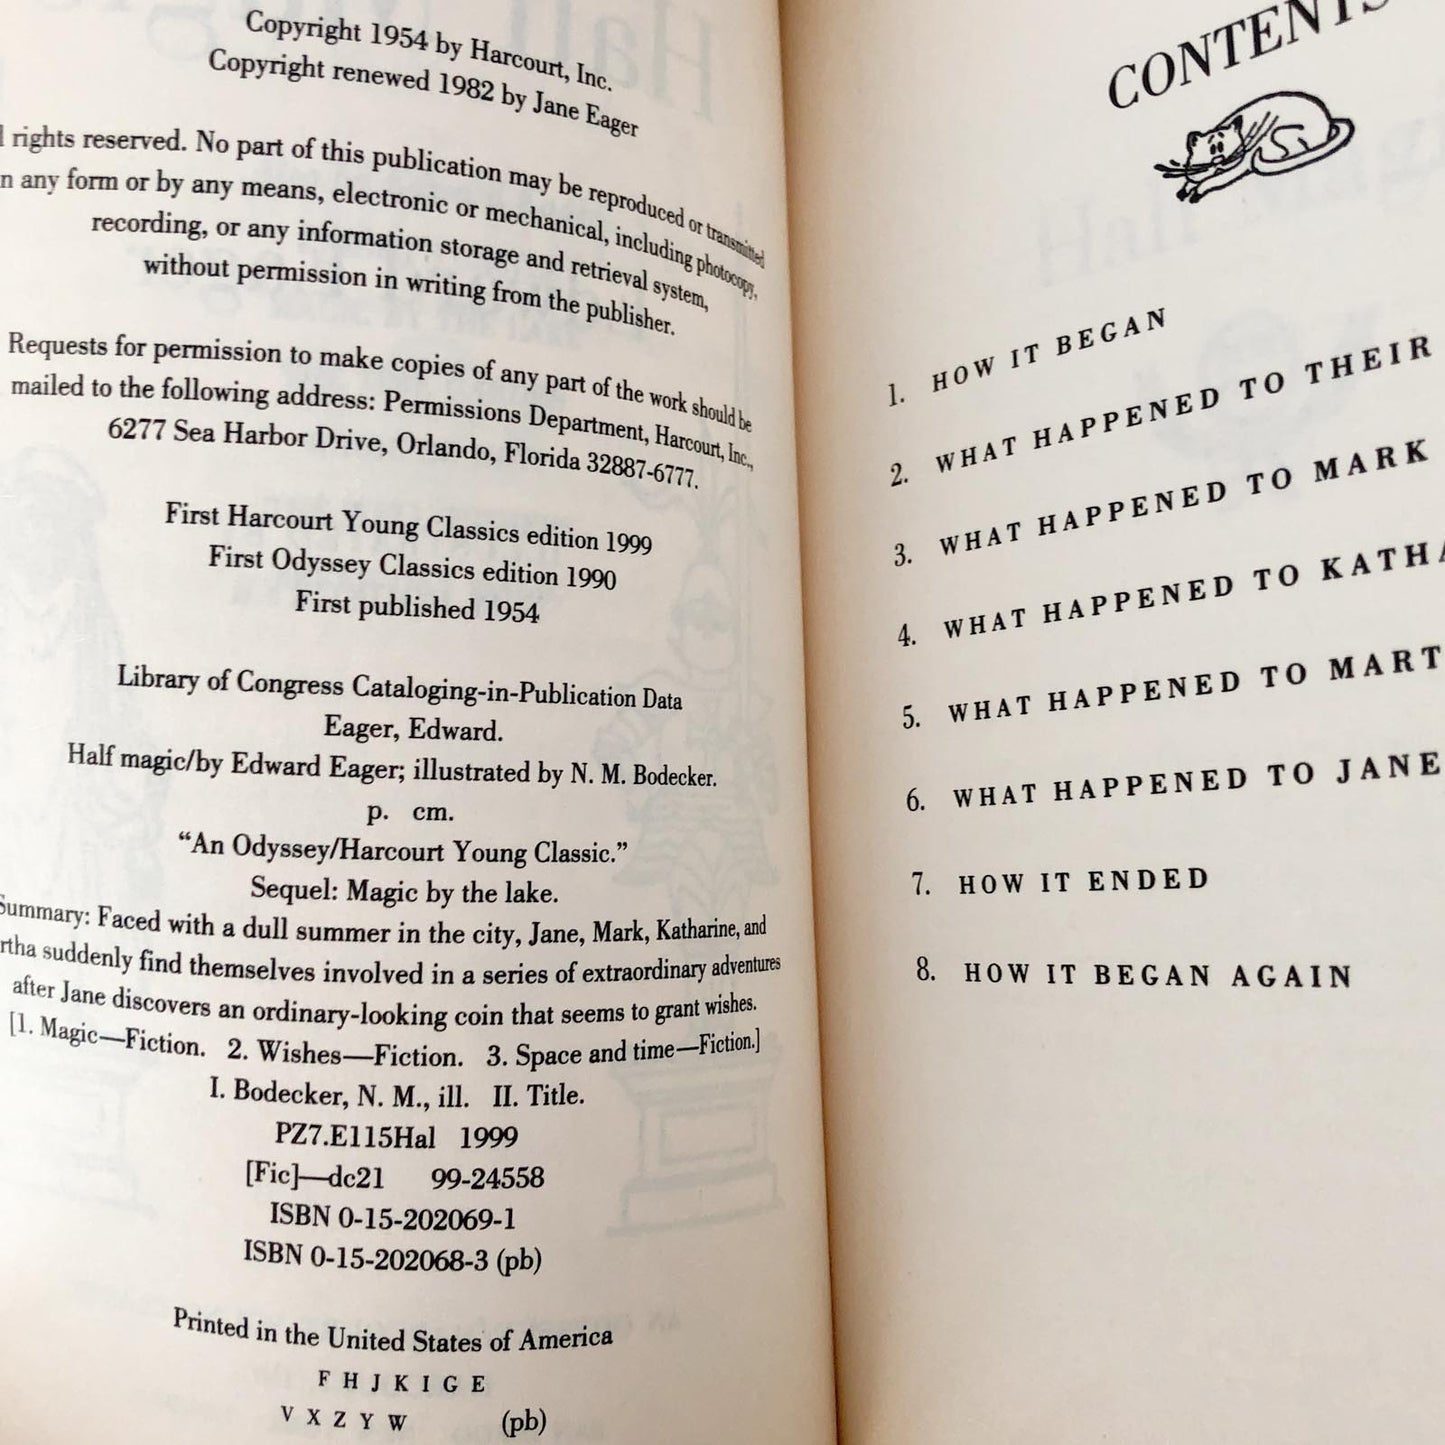 Copyright 1954 by Harcourt, Inc.
Copyright renewed 1982 by Jane Eager
rights reserved. No part of this publication may be reproduced or transmitted
any form or by any means, electronic or mechanical, including photocopy,
recording, or any information storage and retrieval system,
without permission in writing from the publisher.
Requests for permission to make copies of any part of the work should be
mailed to the following address: Permissions Department, Harcourt, Inc.,
6277 Sea Harbor Drive, Orlando, Florida 32887-6777.
First Harcourt Young Classics edition 1999
First Odyssey Classics edition 1990
First published 1954
Library of Congress Cataloging-in-Publication Data
Eager, Edward.
Half magic/by Edward Eager; illustrated by N. M. Bodecker.
p. cm.
“An Odyssey/Harcourt Young Classic.”
Sequel: Magic by the lake.
Summary: Faced with a dull summer in the city, Jane, Mark, Katharine, and
rtha suddenly find themselves involved in a series of extraordinary adventures
after Jane discovers an ordinary-looking coin that seems to grant wishes.
[1. Magic—Fiction. 2. Wishes—Fiction. 3. Space and time—Fiction.]
I. Bodecker, N. M., ill. II. Title.
PZ7.E115Hal 1999
[Fic]—dc21 99-24558
ISBN 0-15-202069-1
ISBN 0-15-202068-3 (pb)
Printed in the United States of America
F H J K I G E
V X Z Y W (pb)
CONTENTS
1. HOW IT BEGAN
2. WHAT HAPPENED TO THEIR
3. WHAT HAPPENED TO MARK
4. WHAT HAPPENED TO KATHA
5. WHAT HAPPENED TO MART
6. WHAT HAPPENED TO JANE
7. HOW IT ENDED
8. HOW IT BEGAN AGAIN